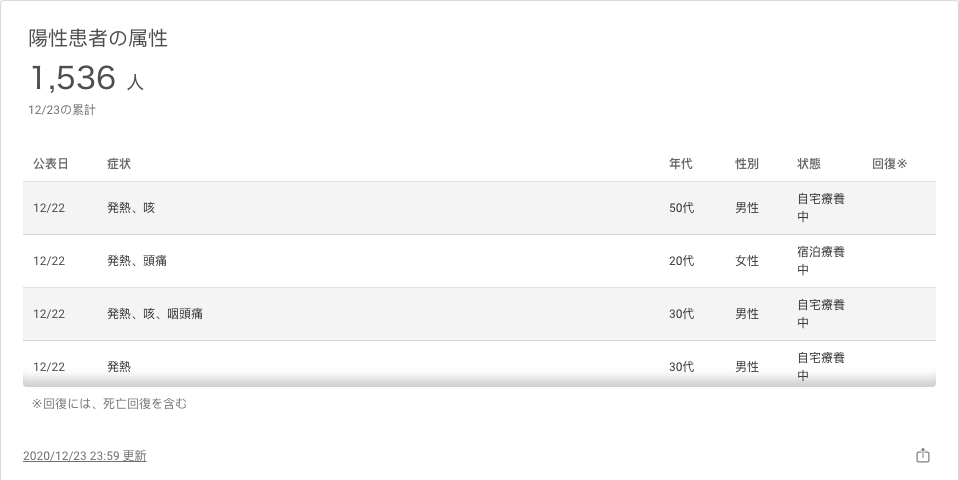 陽性患者の属性
1,536 人
12/23の累計
公表日 症状 年代 性別 状態 回復※
12/22 発熱、咳 50代 男性 自宅療養中
12/22 発熱、頭痛 20代 女性 宿泊療養中
12/22 発熱、咳、咽頭痛 30代 男性 自宅療養中
12/22 発熱 30代 男性 自宅療養中
※回復には、死亡回復を含む
2020/12/23 23:59 更新